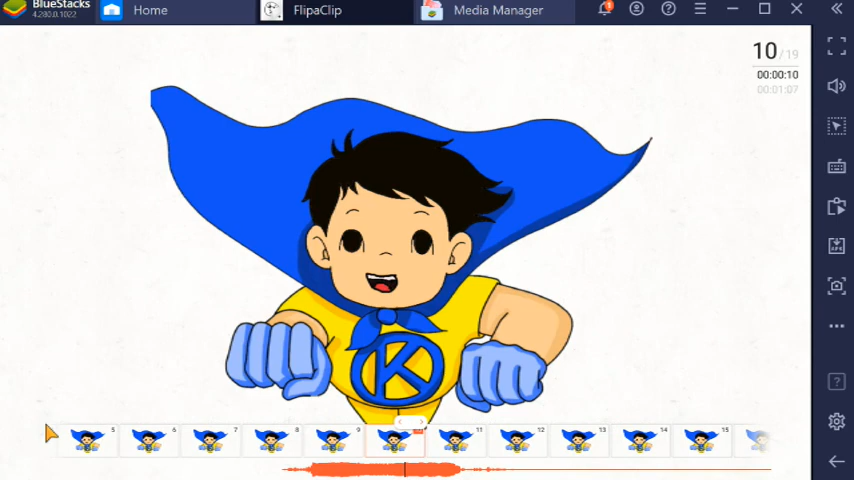 BlueStacks
4.280.0.1022
Home
FlipaClip
Media Manager
10/19
00:00:10
00:01:07
K
5
6
7
8
9
11
12
13
14
15